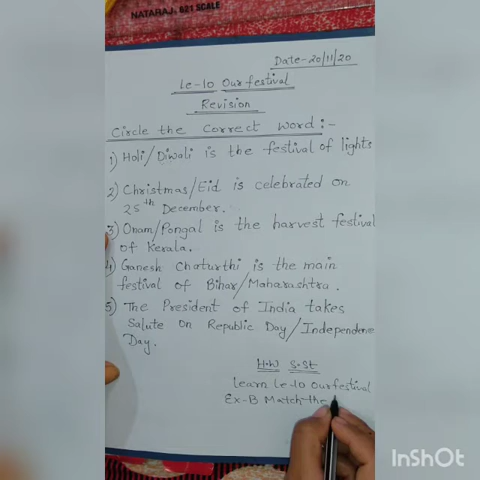 NATARAJ. 621 SCALE
Date-20/11/20
Le-10 Our festival
Revision
Circle the Correct Word:-
1) Holi/Diwali is the festival of lights
2) Christmas/Eid is celebrated on
25th December.
3) Onam/Pongal is the harvest festival
of Kerala.
4) Ganesh Chaturthi is the main
festival of Bihar/Maharashtra.
5) The President of India takes
Salute on Republic Day/Independence
Day.
H.W S.St
Learn Le-10 Our festival
Ex-B Match the
InShOt